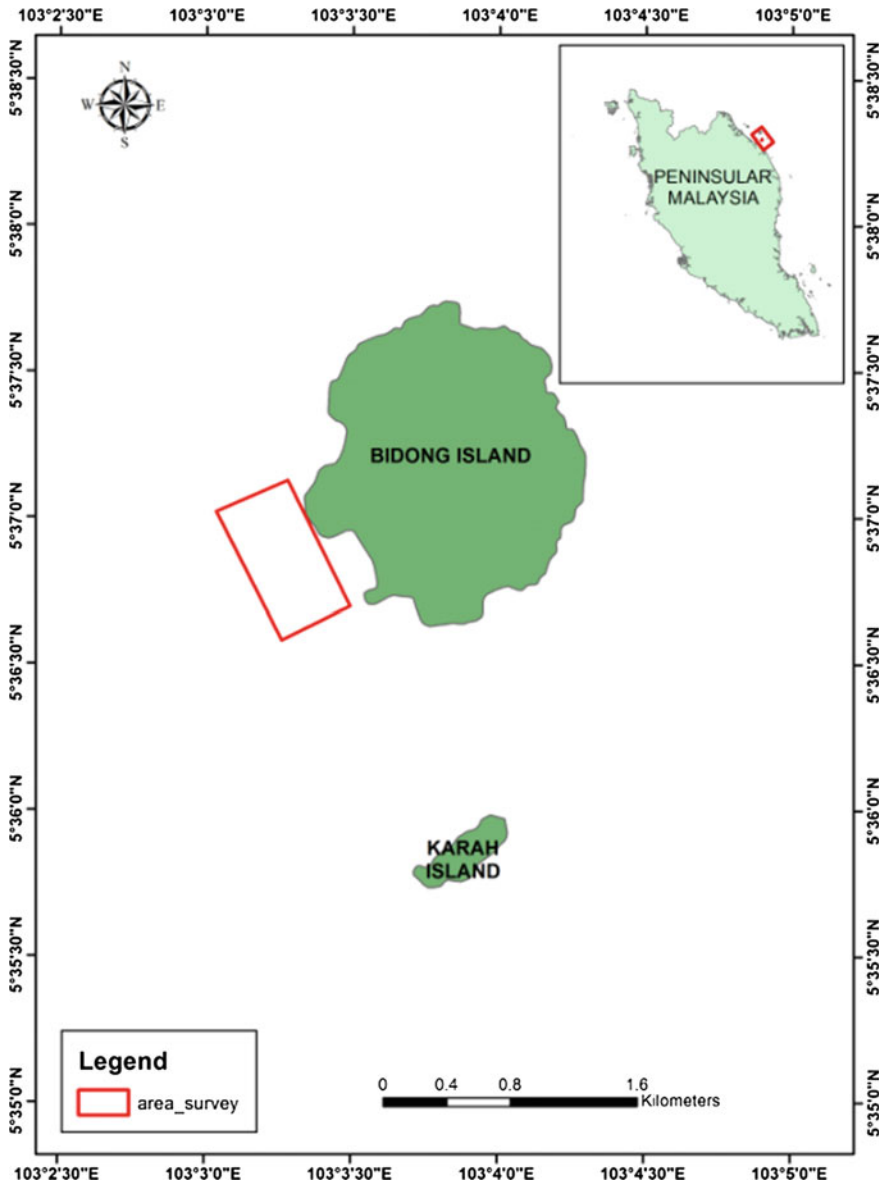 103°2'30"E 103°3'0"E 103°3'30"E 103°4'0"E 103°4'30"E 103°5'0"E
N
W E
S
5°38'30"N
5°38'0"N
5°37'30"N
5°37'0"N
5°36'30"N
5°36'0"N
5°35'30"N
5°35'0"N
PENINSULAR
MALAYSIA
BIDONG ISLAND
KARAH
ISLAND
5°38'30"N
5°38'0"N
5°37'30"N
5°37'0"N
5°36'30"N
5°36'0"N
5°35'30"N
5°35'0"N
Legend
area_survey
0 0.4 0.8 1.6
Kilometers
103°2'30"E 103°3'0"E 103°3'30"E 103°4'0"E 103°4'30"E 103°5'0"E